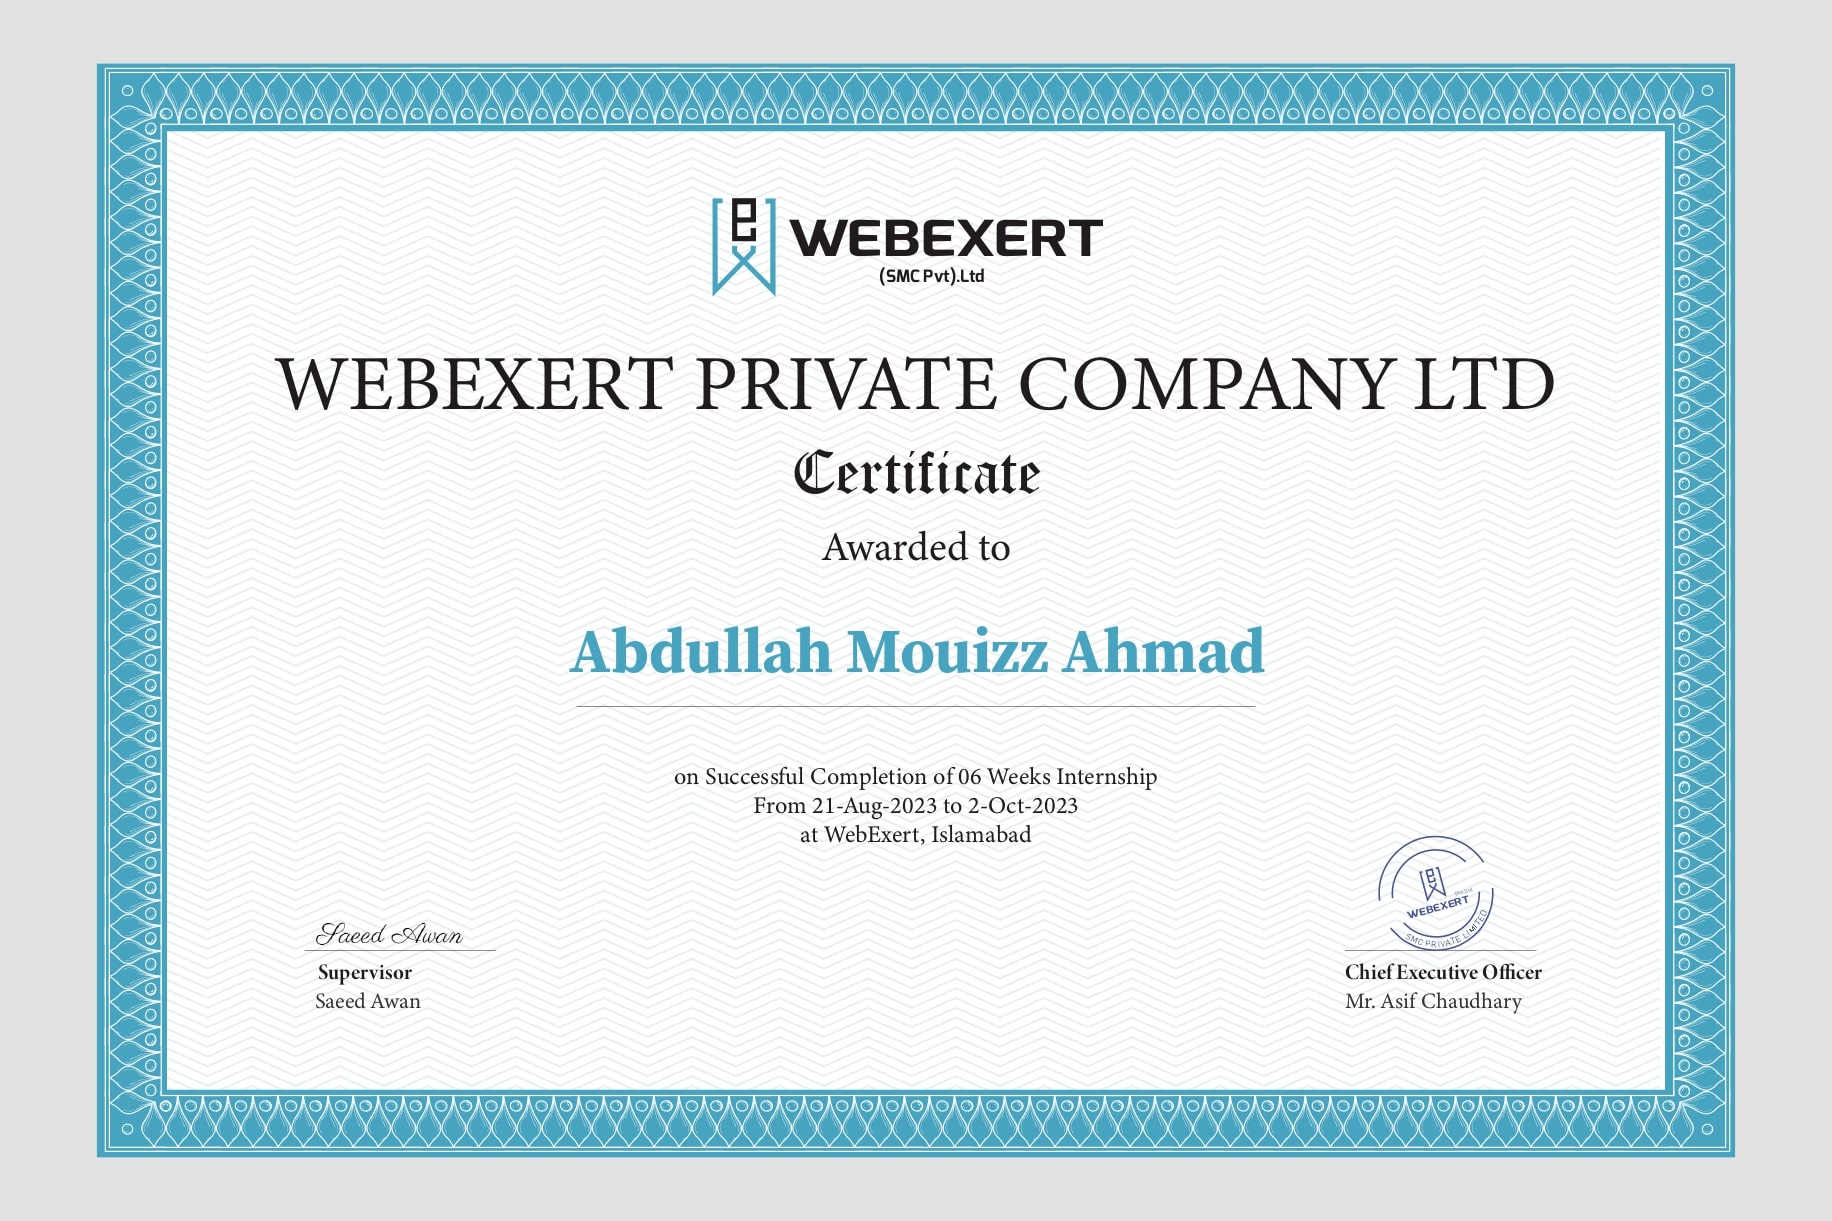 WEBEXERT
(SMC Pvt).Ltd
WEBEXERT PRIVATE COMPANY LTD
Certificate
Awarded to
Abdullah Mouizz Ahmad
on Successful Completion of 06 Weeks Internship
From 21-Aug-2023 to 2-Oct-2023
at WebExert, Islamabad
Saeed Awan
Supervisor
Saeed Awan
WEBEXERT
SMC PRIVATE LIMITED
Chief Executive Officer
Mr. Asif Chaudhary